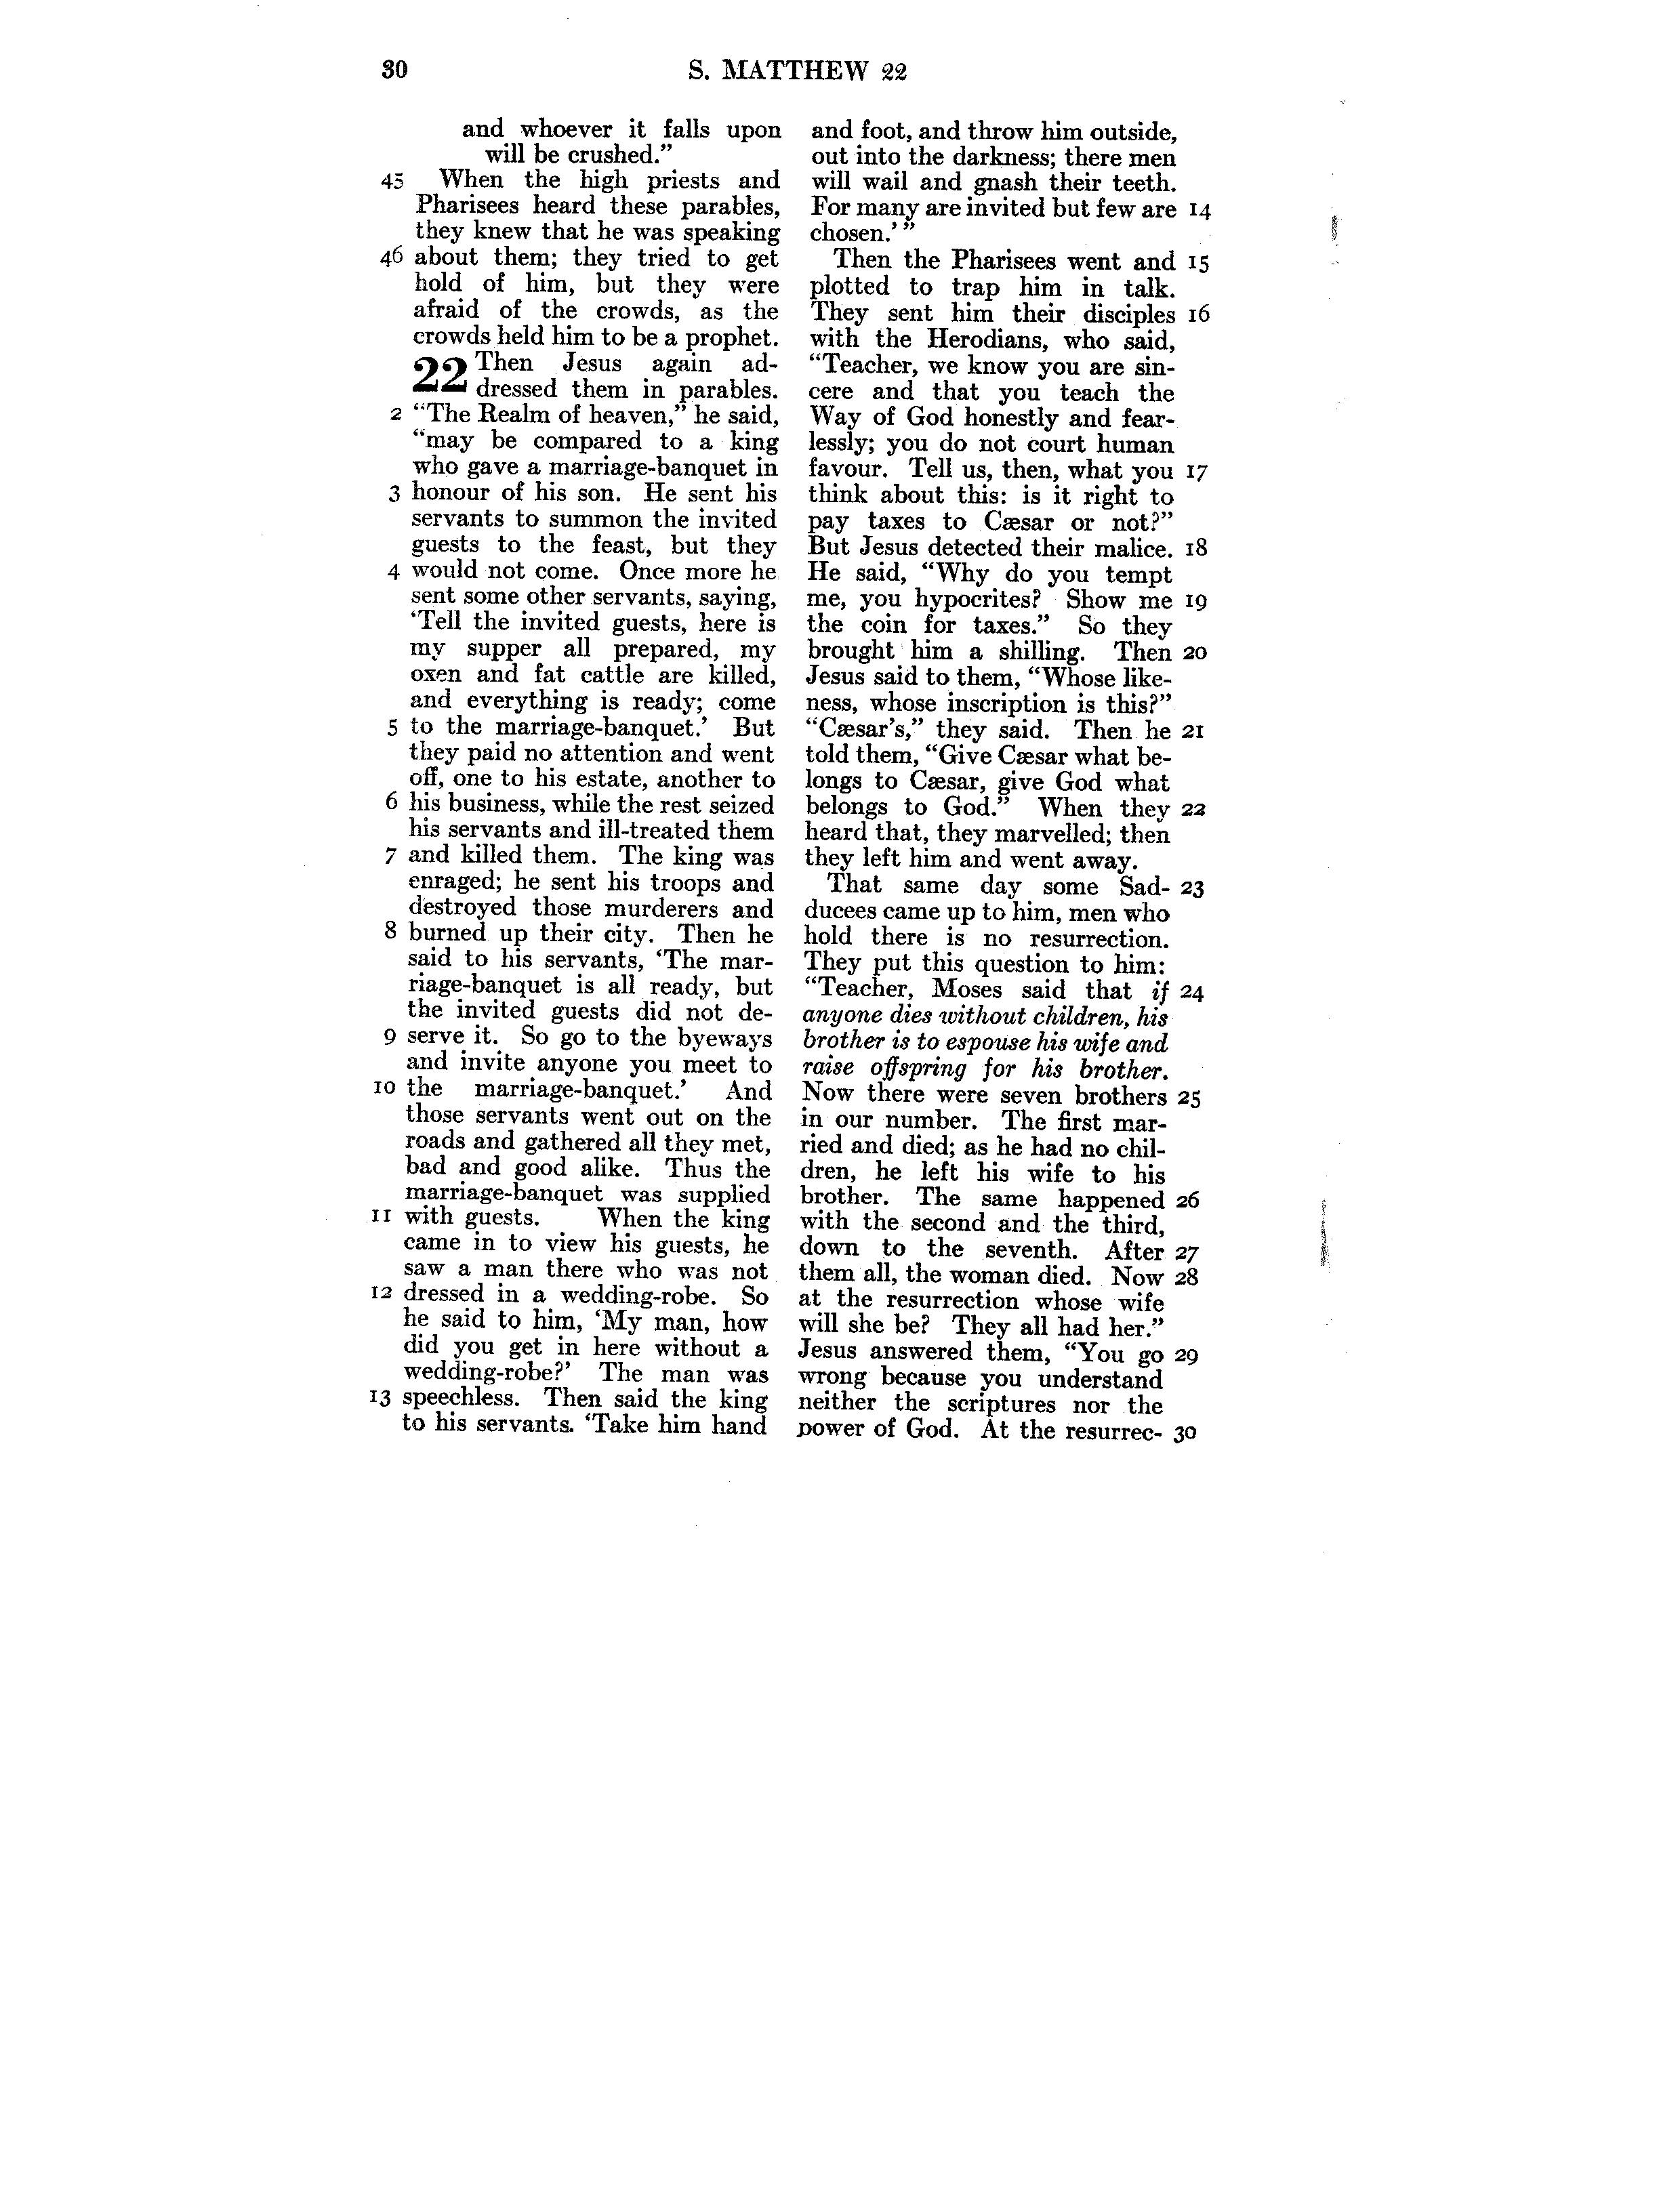 30
S. MATTHEW 22
and whoever it falls upon
will be crushed.”
45 When the high priests and
Pharisees heard these parables,
they knew that he was speaking
46 about them; they tried to get
hold of him, but they were
afraid of the crowds, as the
crowds held him to be a prophet.
22 Then Jesus again ad-
dressed them in parables.
2 “The Realm of heaven,” he said,
“may be compared to a king
who gave a marriage-banquet in
3 honour of his son. He sent his
servants to summon the invited
guests to the feast, but they
4 would not come. Once more he
sent some other servants, saying,
‘Tell the invited guests, here is
my supper all prepared, my
oxen and fat cattle are killed,
and everything is ready; come
5 to the marriage-banquet.’ But
they paid no attention and went
off, one to his estate, another to
6 his business, while the rest seized
his servants and ill-treated them
7 and killed them. The king was
enraged; he sent his troops and
destroyed those murderers and
8 burned up their city. Then he
said to his servants, ‘The mar-
riage-banquet is all ready, but
the invited guests did not de-
9 serve it. So go to the byeways
and invite anyone you meet to
10 the marriage-banquet.’ And
those servants went out on the
roads and gathered all they met,
bad and good alike. Thus the
marriage-banquet was supplied
11 with guests. When the king
came in to view his guests, he
saw a man there who was not
12 dressed in a wedding-robe. So
he said to him, ‘My man, how
did you get in here without a
wedding-robe?’ The man was
13 speechless. Then said the king
to his servants. ‘Take him hand
and foot, and throw him outside,
out into the darkness; there men
will wail and gnash their teeth.
For many are invited but few are 14
chosen.’ ”
Then the Pharisees went and 15
plotted to trap him in talk.
They sent him their disciples 16
with the Herodians, who said,
“Teacher, we know you are sin-
cere and that you teach the
Way of God honestly and fear-
lessly; you do not court human
favour. Tell us, then, what you 17
think about this: is it right to
pay taxes to Cæsar or not?”
But Jesus detected their malice. 18
He said, “Why do you tempt
me, you hypocrites? Show me 19
the coin for taxes.” So they
brought him a shilling. Then 20
Jesus said to them, “Whose like-
ness, whose inscription is this?”
“Cæsar’s,” they said. Then he 21
told them, “Give Cæsar what be-
longs to Cæsar, give God what
belongs to God.” When they 22
heard that, they marvelled; then
they left him and went away.
That same day some Sad- 23
ducees came up to him, men who
hold there is no resurrection.
They put this question to him:
“Teacher, Moses said that if 24
anyone dies without children, his
brother is to espouse his wife and
raise offspring for his brother.
Now there were seven brothers 25
in our number. The first mar-
ried and died; as he had no chil-
dren, he left his wife to his
brother. The same happened 26
with the second and the third,
down to the seventh. After 27
them all, the woman died. Now 28
at the resurrection whose wife
will she be? They all had her.”
Jesus answered them, “You go 29
wrong because you understand
neither the scriptures nor the
power of God. At the resurrec- 30